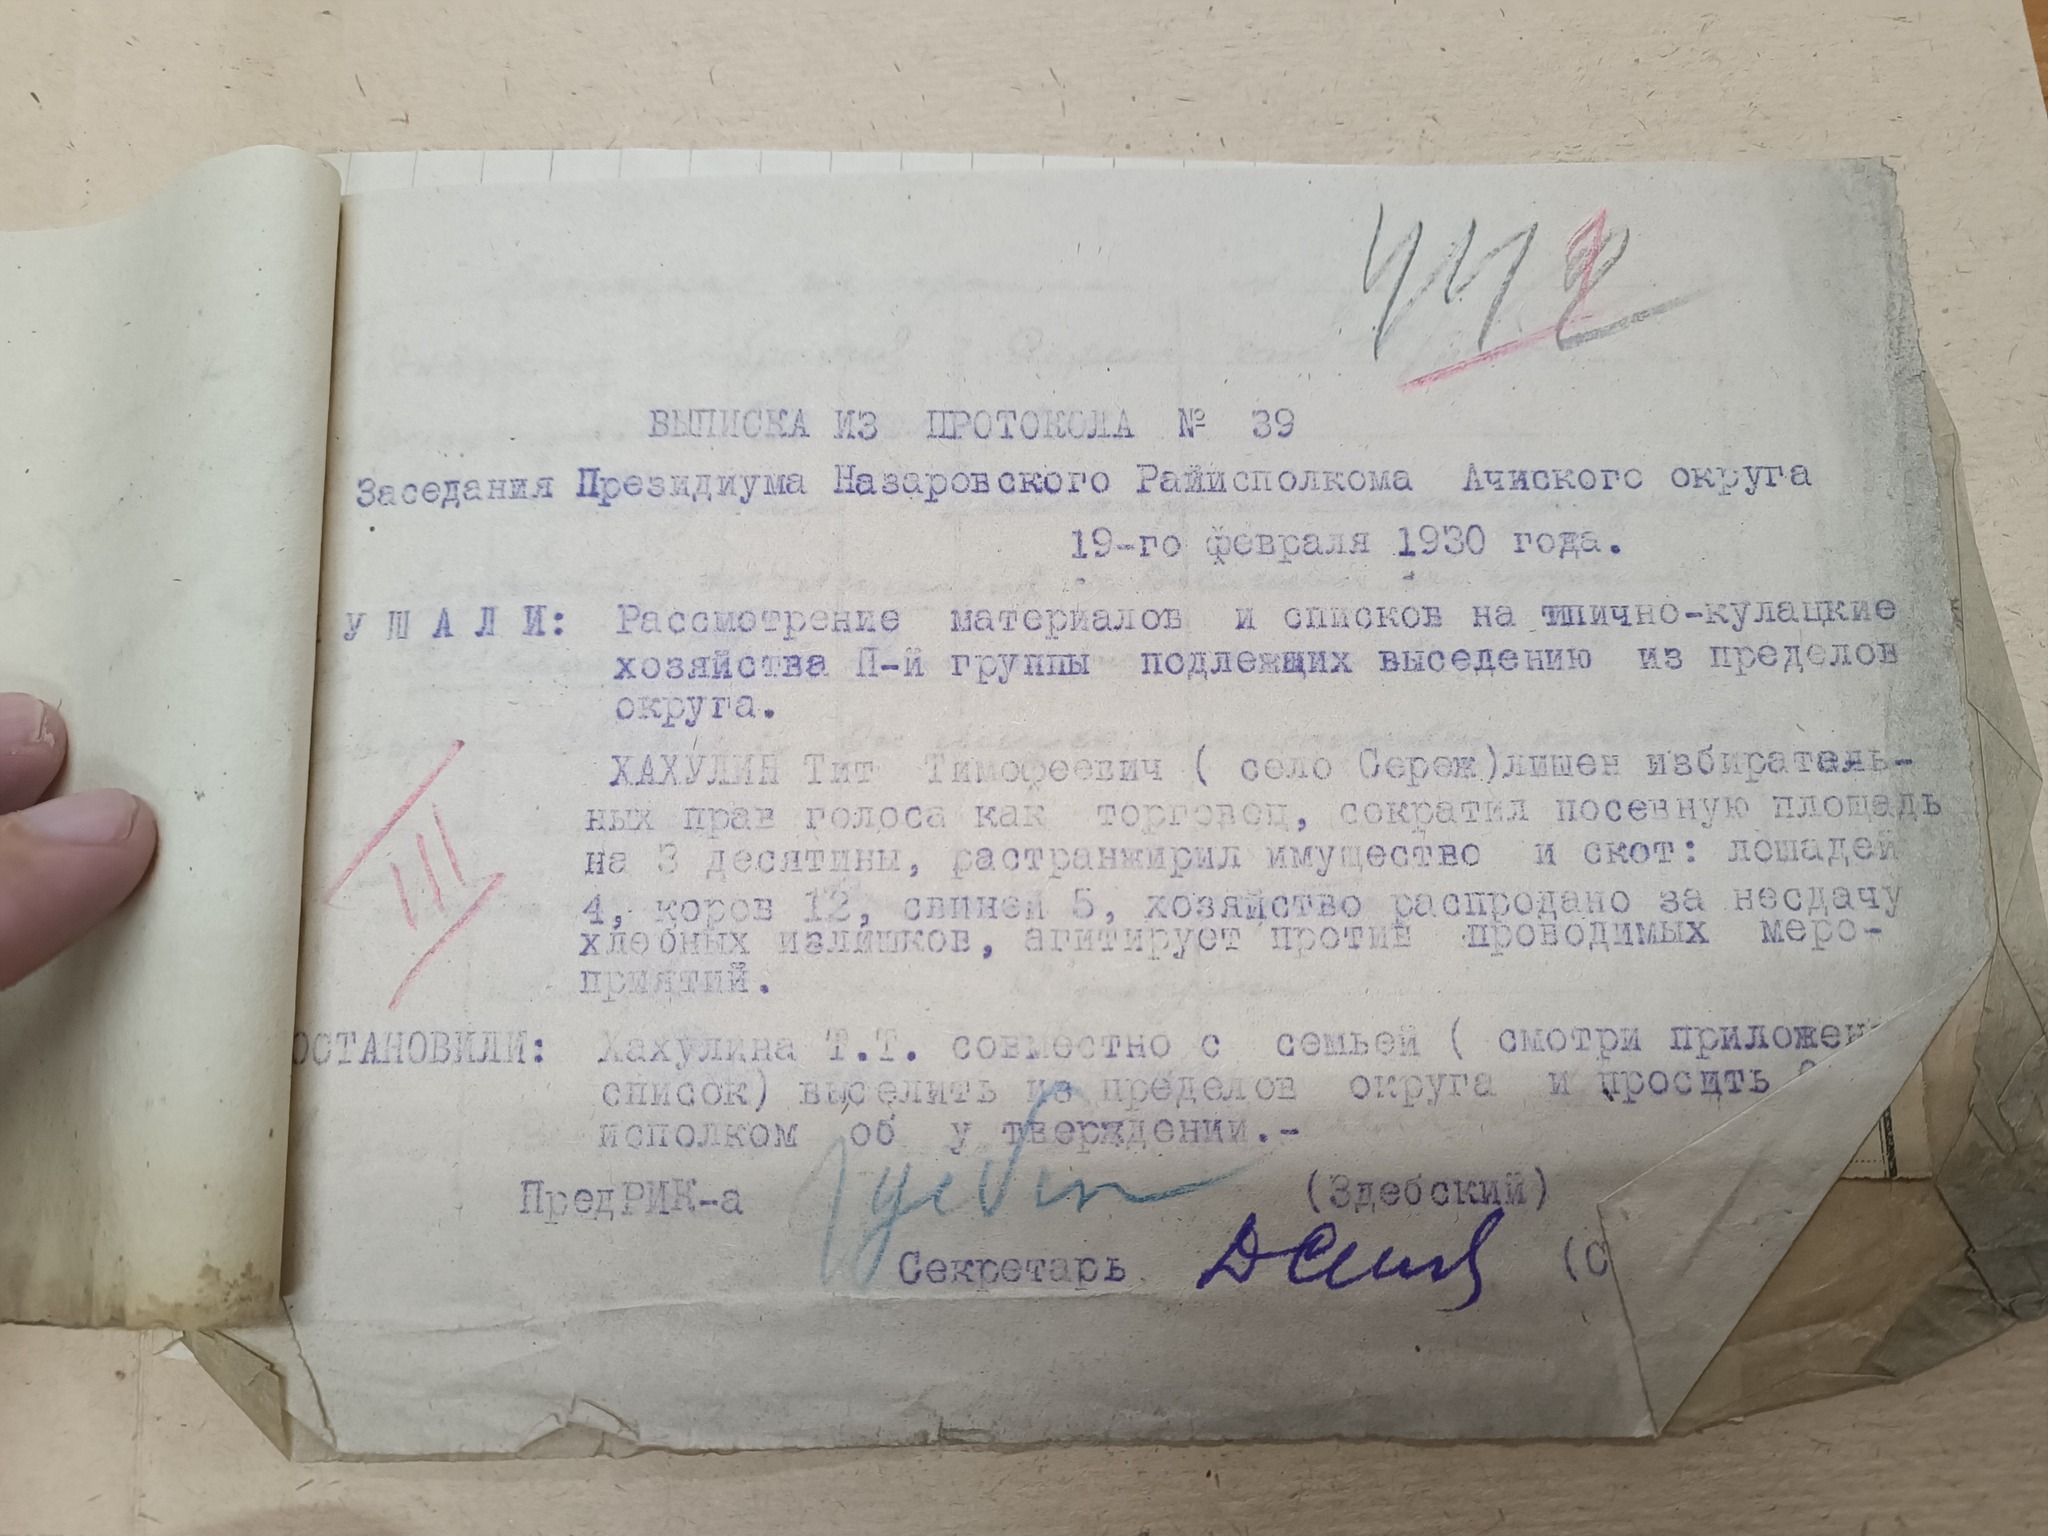 ВЫПИСКА ИЗ ПРОТОКОЛА № 39
Заседания Президиума Назаровского Райисполкома Ачиского округа
19-го февраля 1930 года.
У Ш А Л И: Рассмотрение материалов и списков на типично-кулацкие
хозяйства П-й группы подлежщих выседению из пределов
округа.
ХАХУЛИН Тит Тимофеевич ( село Сереж)лишен избиратель-
ных прав голоса как торговец, сократил посевную площадь
на 3 десятины, растранжирил имущество и скот: лошадей
4, коров 12, свиней 5, хозяйство распродано за несдачу
хлебных излишков, агитирует против проводимых меро-
приятий.
III
ОСТАНОВИЛИ: Хахулина Т.Т. совместно с семьей ( смотри приложен
список) выселить из пределов округа и просить
исполком об у тверждении.-
ПредРИК-а (Здебский)
Секретарь (С